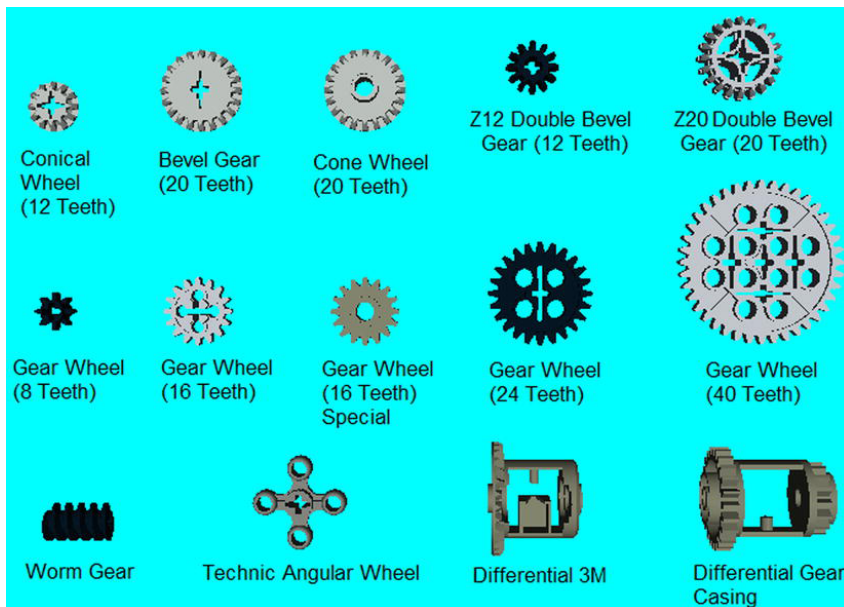 Conical
Wheel
(12 Teeth)
Bevel Gear
(20 Teeth)
Cone Wheel
(20 Teeth)
Z12 Double Bevel
Gear (12 Teeth)
Z20 Double Bevel
Gear (20 Teeth)
Gear Wheel
(8 Teeth)
Gear Wheel
(16 Teeth)
Gear Wheel
(16 Teeth)
Special
Gear Wheel
(24 Teeth)
Gear Wheel
(40 Teeth)
Worm Gear
Technic Angular Wheel
Differential 3M
Differential Gear
Casing